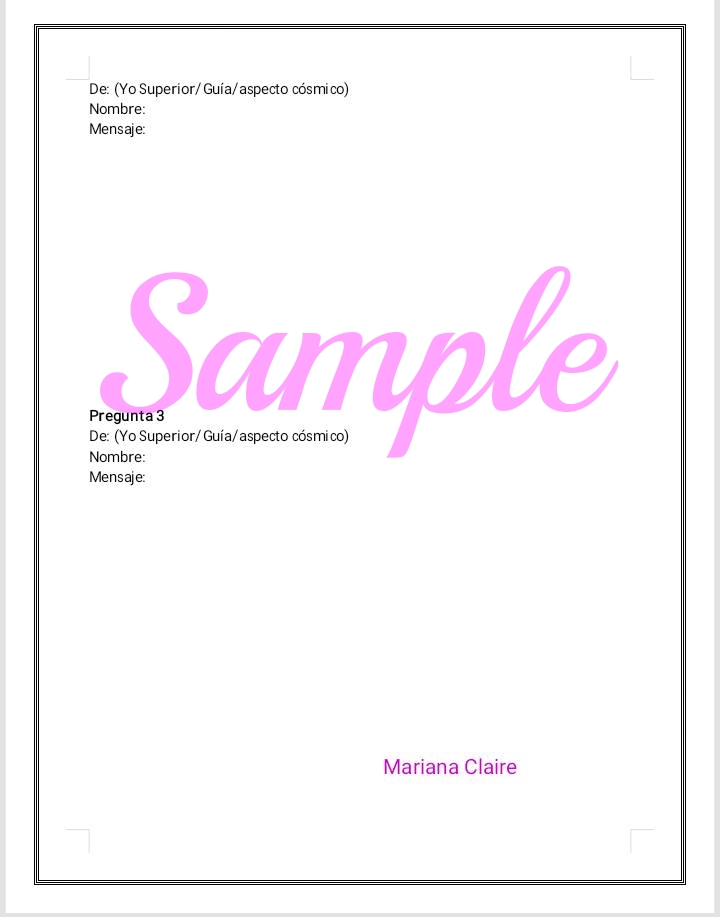 De: (Yo Superior/Guía/aspecto cósmico)
Nombre:
Mensaje:
Sample
Pregunta 3
De: (Yo Superior/Guía/aspecto cósmico)
Nombre:
Mensaje:
Mariana Claire